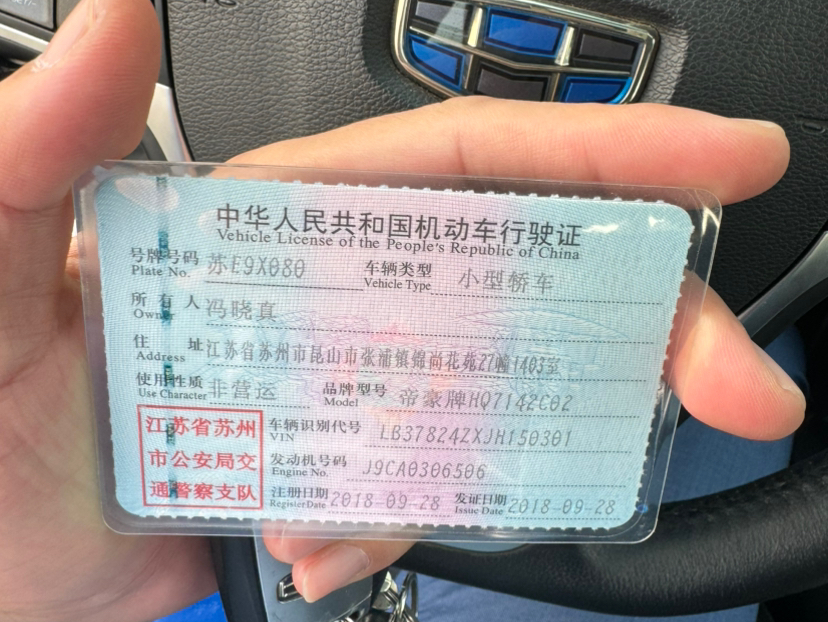 中华人民共和国机动车行驶证
Vehicle License of the People's Republic of China
号牌号码 苏E9X080 车辆类型 小型轿车
Plate No. Vehicle Type
所有人 冯晓真
Owner
住址 江苏省苏州市昆山市张浦镇锦尚花苑27幢1403室
Address
使用性质 非营运 品牌型号 帝豪牌HQ7142C02
Use Character Model
江苏省苏州
市公安局交
通警察支队
车辆识别代号 LB37824ZXJH150301
VIN
发动机号码 J9CA0306506
Engine No.
注册日期 2018-09-28 发证日期 2018-09-28
Register Date Issue Date